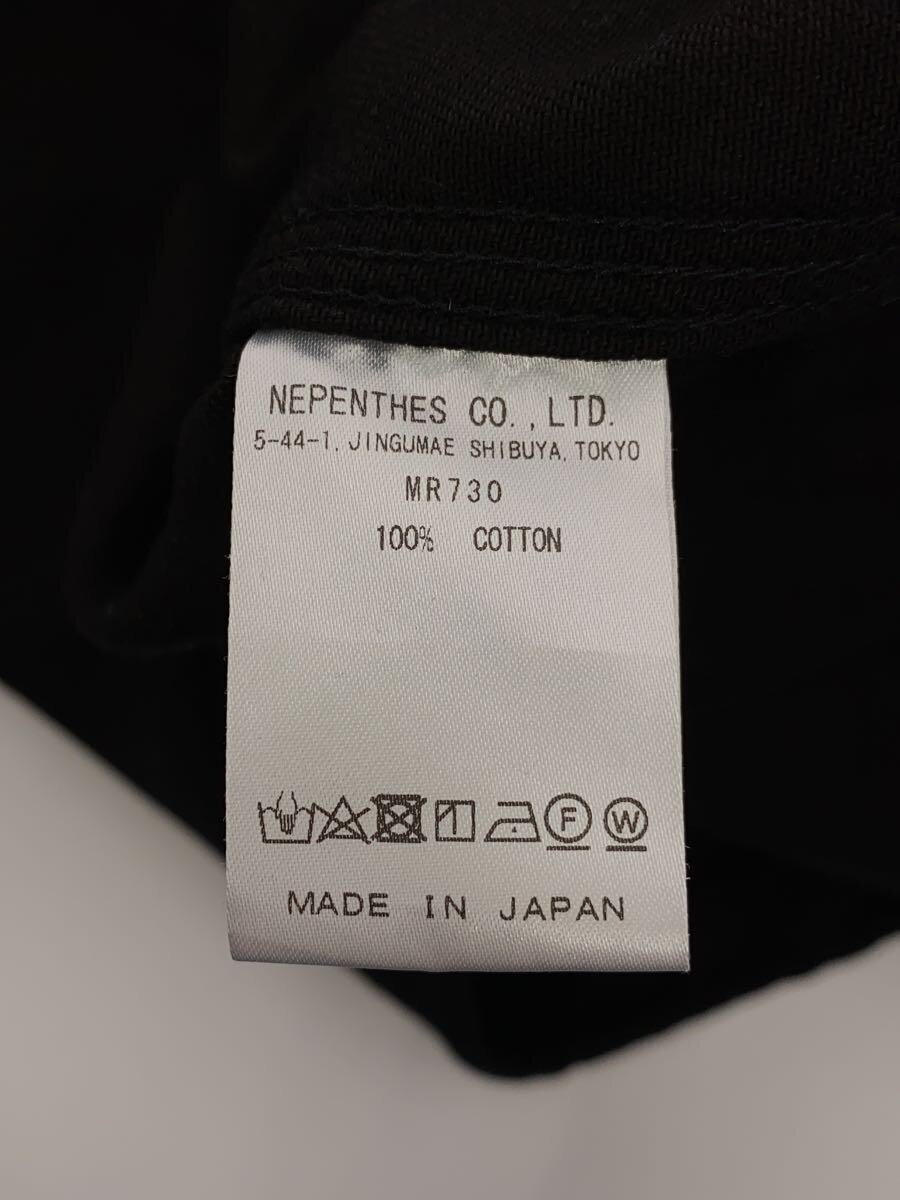 NEPENTHES CO., LTD.
5-44-1, JINGUMAE SHIBUYA, TOKYO
MR730
100% COTTON
F W
MADE IN JAPAN